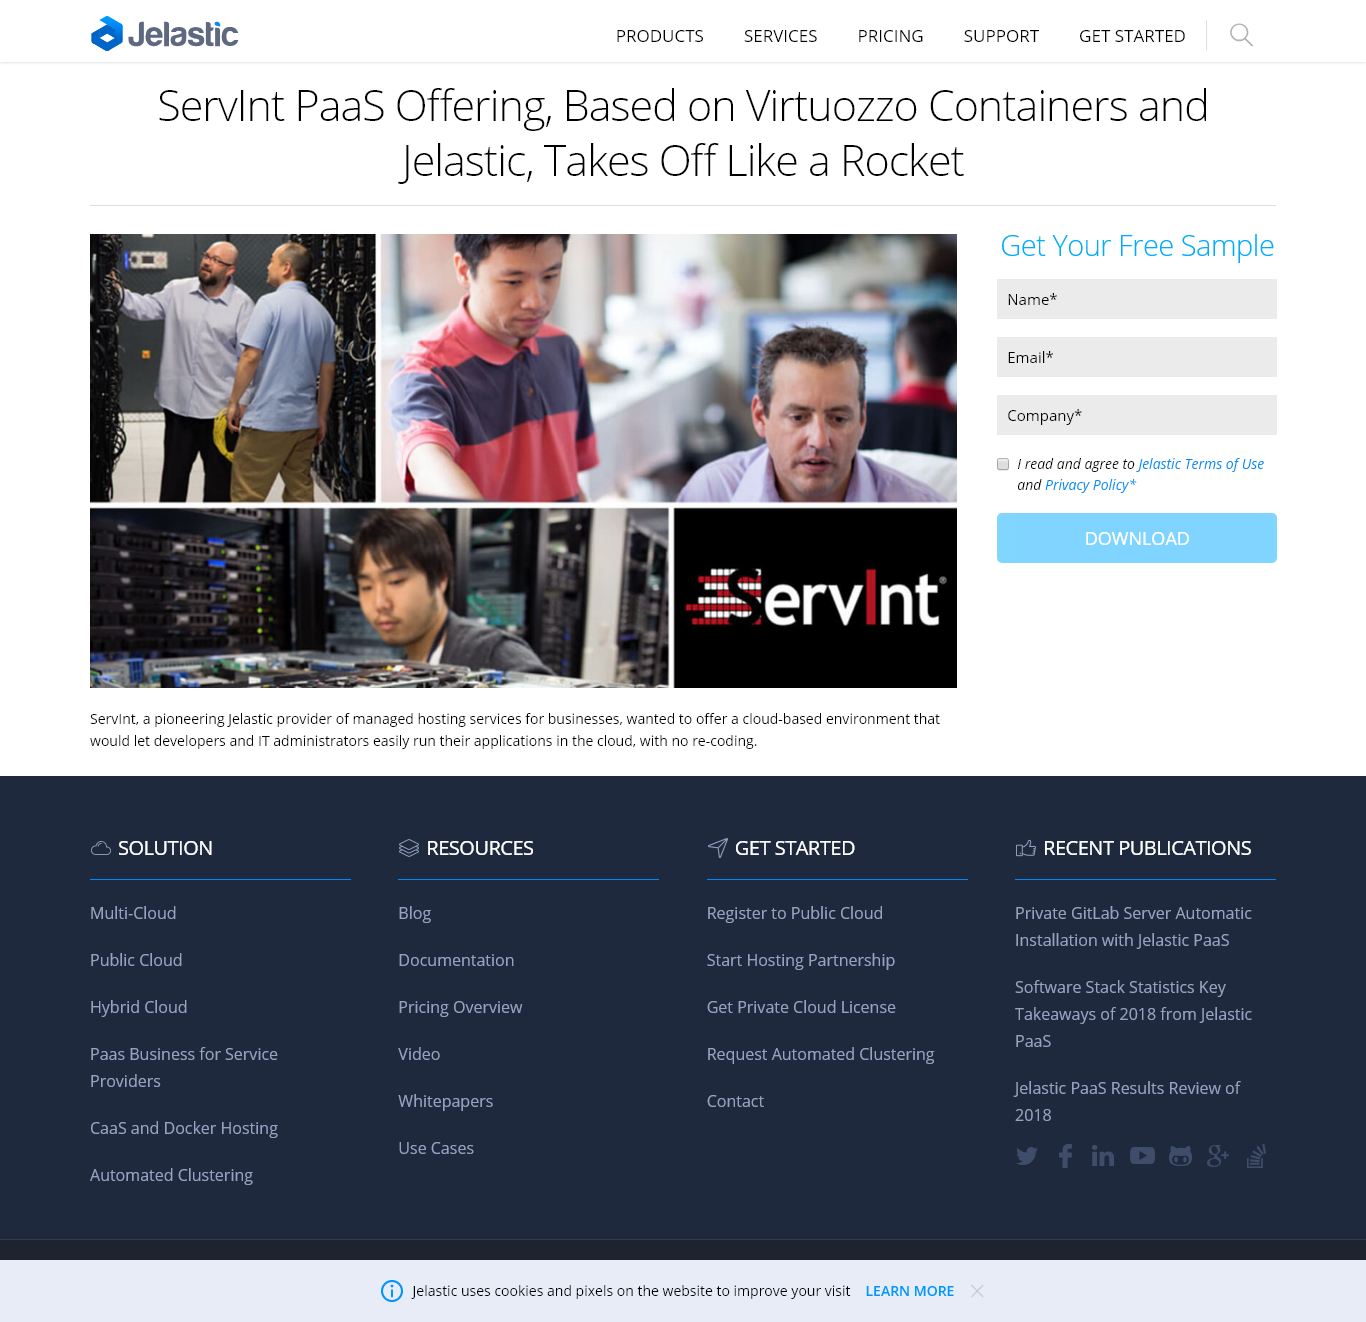 Jelastic
PRODUCTS SERVICES PRICING SUPPORT GET STARTED
ServInt PaaS Offering, Based on Virtuozzo Containers and
Jelastic, Takes Off Like a Rocket
ServInt®
ServInt, a pioneering Jelastic provider of managed hosting services for businesses, wanted to offer a cloud-based environment that
would let developers and IT administrators easily run their applications in the cloud, with no re-coding.
Get Your Free Sample
Name*
Email*
Company*
I read and agree to Jelastic Terms of Use
and Privacy Policy*
DOWNLOAD
SOLUTION
Multi-Cloud
Public Cloud
Hybrid Cloud
Paas Business for Service
Providers
CaaS and Docker Hosting
Automated Clustering
RESOURCES
Blog
Documentation
Pricing Overview
Video
Whitepapers
Use Cases
GET STARTED
Register to Public Cloud
Start Hosting Partnership
Get Private Cloud License
Request Automated Clustering
Contact
RECENT PUBLICATIONS
Private GitLab Server Automatic
Installation with Jelastic PaaS
Software Stack Statistics Key
Takeaways of 2018 from Jelastic
PaaS
Jelastic PaaS Results Review of
2018
Jelastic uses cookies and pixels on the website to improve your visit LEARN MORE